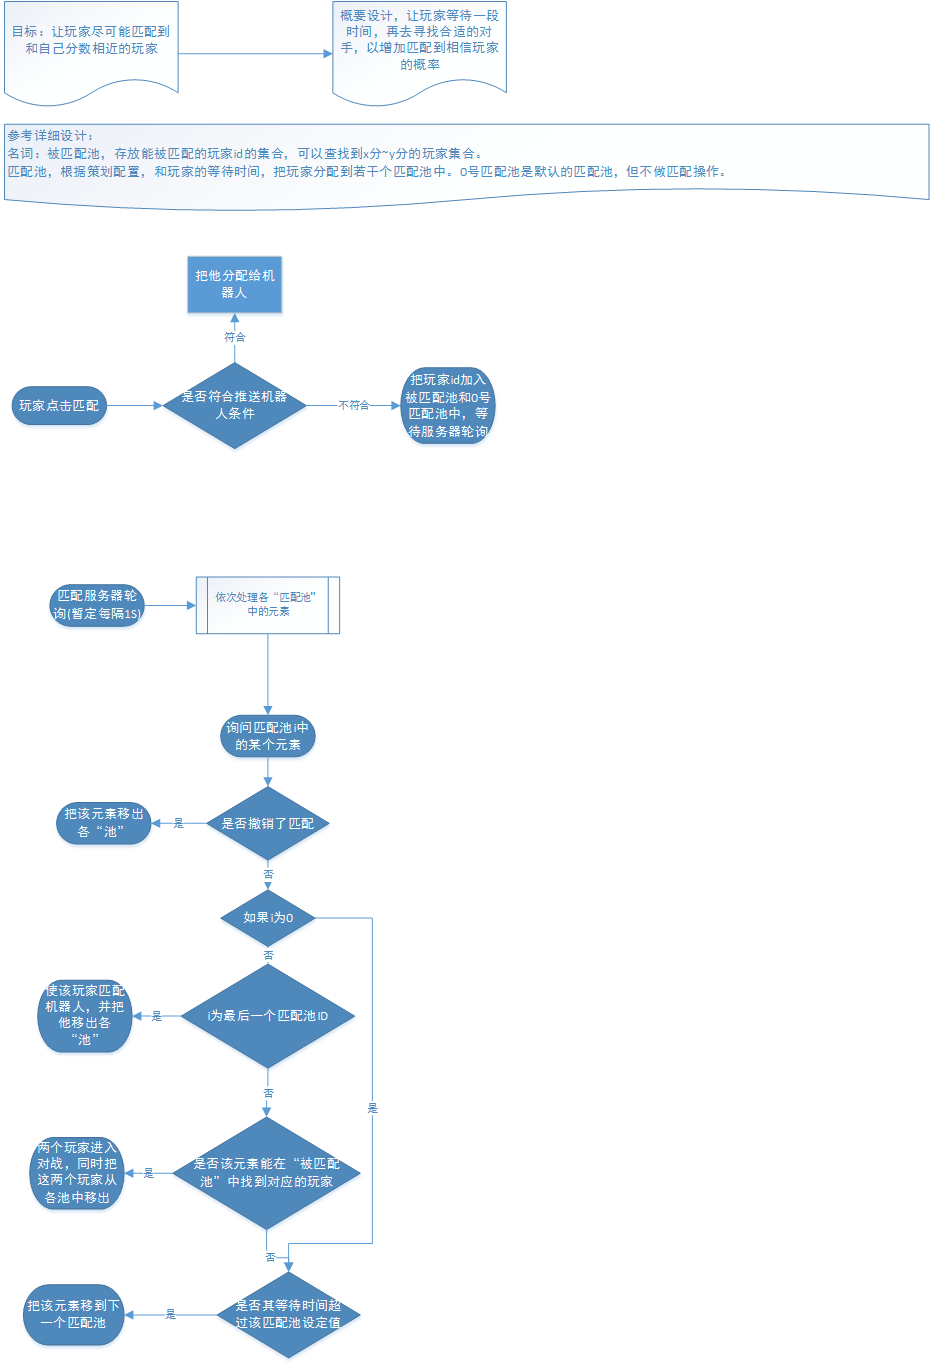 目标：让玩家尽可能匹配到
和自己分数相近的玩家
概要设计，让玩家等待一段
时间，再去寻找合适的对
手，以增加匹配到相信玩家
的概率
参考详细设计：
名词：被匹配池，存放能被匹配的玩家id的集合，可以查找到x分~y分的玩家集合。
匹配池，根据策划配置，和玩家的等待时间，把玩家分配到若干个匹配池中。0号匹配池是默认的匹配池，但不做匹配操作。
把他分配给机
器人
符合
玩家点击匹配
是否符合推送机器
人条件
不符合
把玩家id加入
被匹配池和0号
匹配池中，等
待服务器轮询
匹配服务器轮
询(暂定每隔1S)
依次处理各“匹配池”
中的元素
询问匹配池i中
的某个元素
是否撤销了匹配
是
把该元素移出
各“池”
否
如果i为0
否
i为最后一个匹配池ID
是
使该玩家匹配
机器人，并把
他移出各
“池”
否
是
是否该元素能在“被匹配
池”中找到对应的玩家
是
两个玩家进入
对战，同时把
这两个玩家从
各池中移出
否
是否其等待时间超
过该匹配池设定值
是
把该元素移到下
一个匹配池